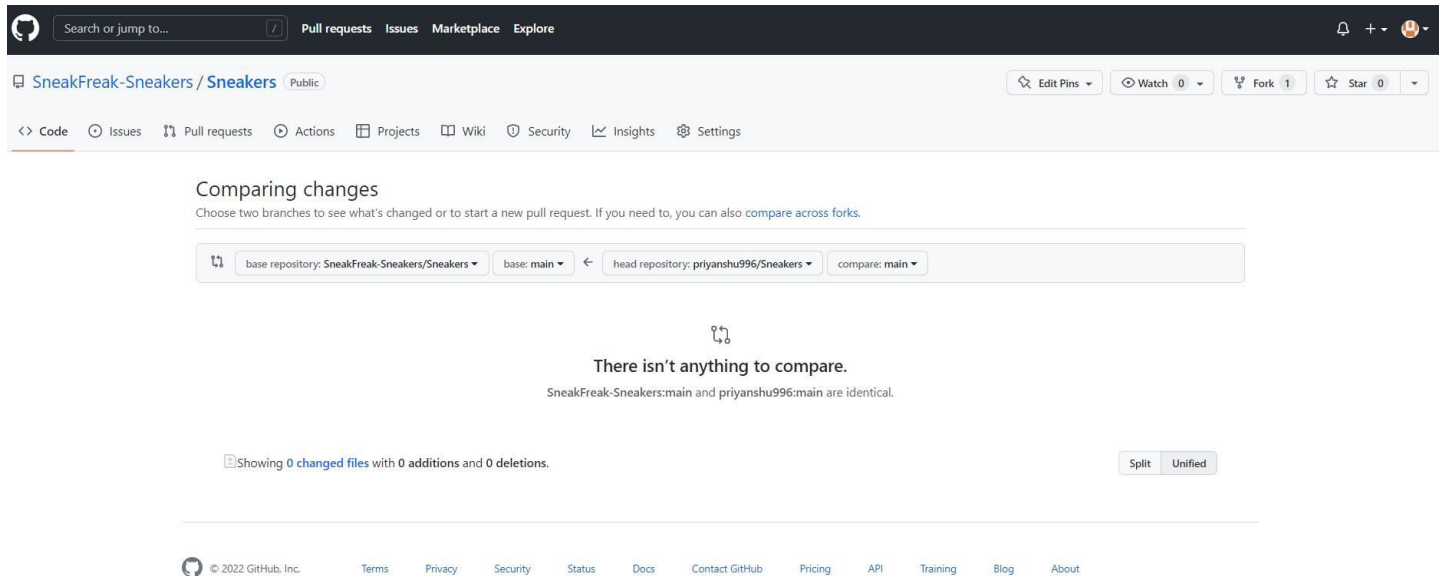 Search or jump to... / Pull requests Issues Marketplace Explore
SneakFreak-Sneakers / Sneakers Public Edit Pins Watch 0 Fork 1 Star 0
<> Code Issues Pull requests Actions Projects Wiki Security Insights Settings
Comparing changes
Choose two branches to see what's changed or to start a new pull request. If you need to, you can also compare across forks.
base repository: SneakFreak-Sneakers/Sneakers base: main ← head repository: priyanshu996/Sneakers compare: main
There isn't anything to compare.
SneakFreak-Sneakers:main and priyanshu996:main are identical.
Showing 0 changed files with 0 additions and 0 deletions. Split Unified
© 2022 GitHub, Inc. Terms Privacy Security Status Docs Contact GitHub Pricing API Training Blog About